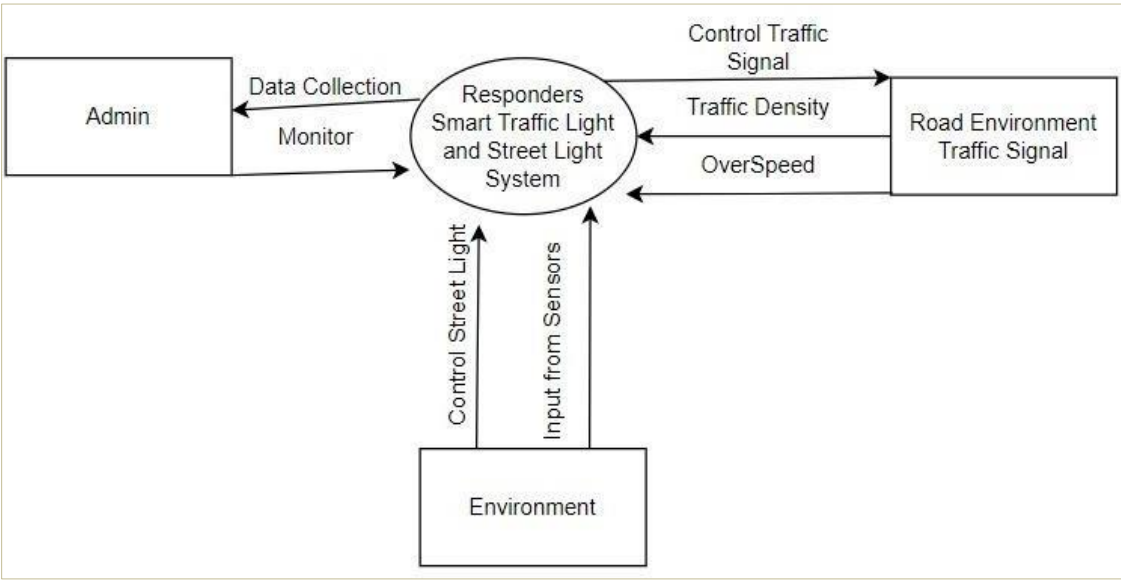 Admin
Data Collection
Monitor
Responders
Smart Traffic Light
and Street Light
System
Control Traffic
Signal
Traffic Density
OverSpeed
Road Environment
Traffic Signal
Control Street Light
Input from Sensors
Environment